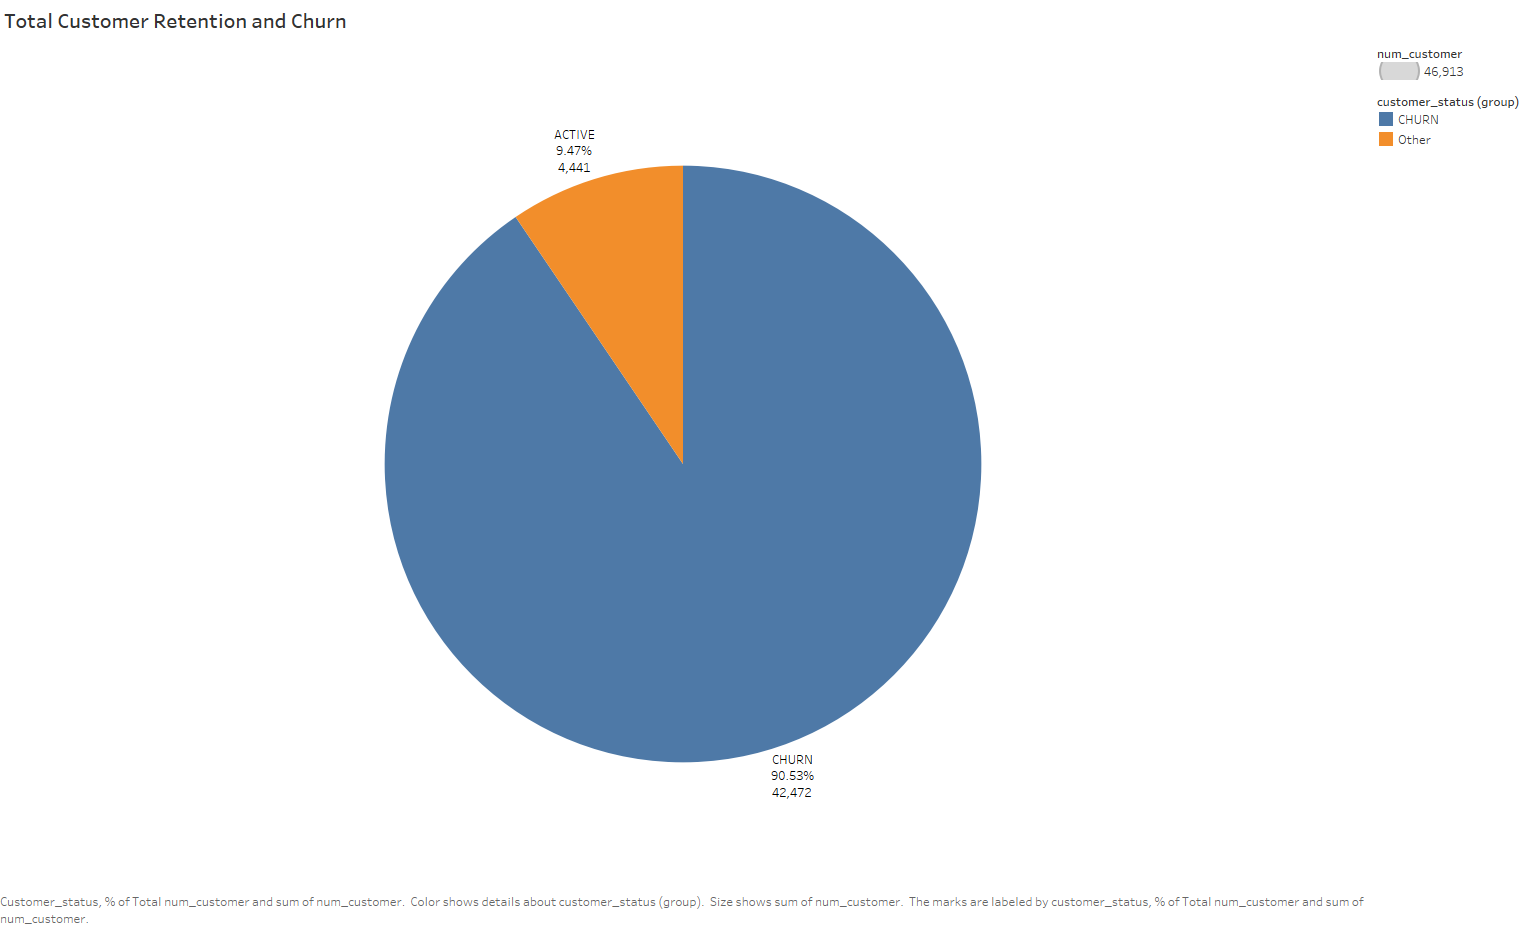 Total Customer Retention and Churn
num_customer
46,913
customer_status (group)
CHURN
Other
ACTIVE
9.47%
4,441
CHURN
90.53%
42,472
Customer_status, % of Total num_customer and sum of num_customer.  Color shows details about customer_status (group).  Size shows sum of num_customer.  The marks are labeled by customer_status, % of Total num_customer and sum of
num_customer.